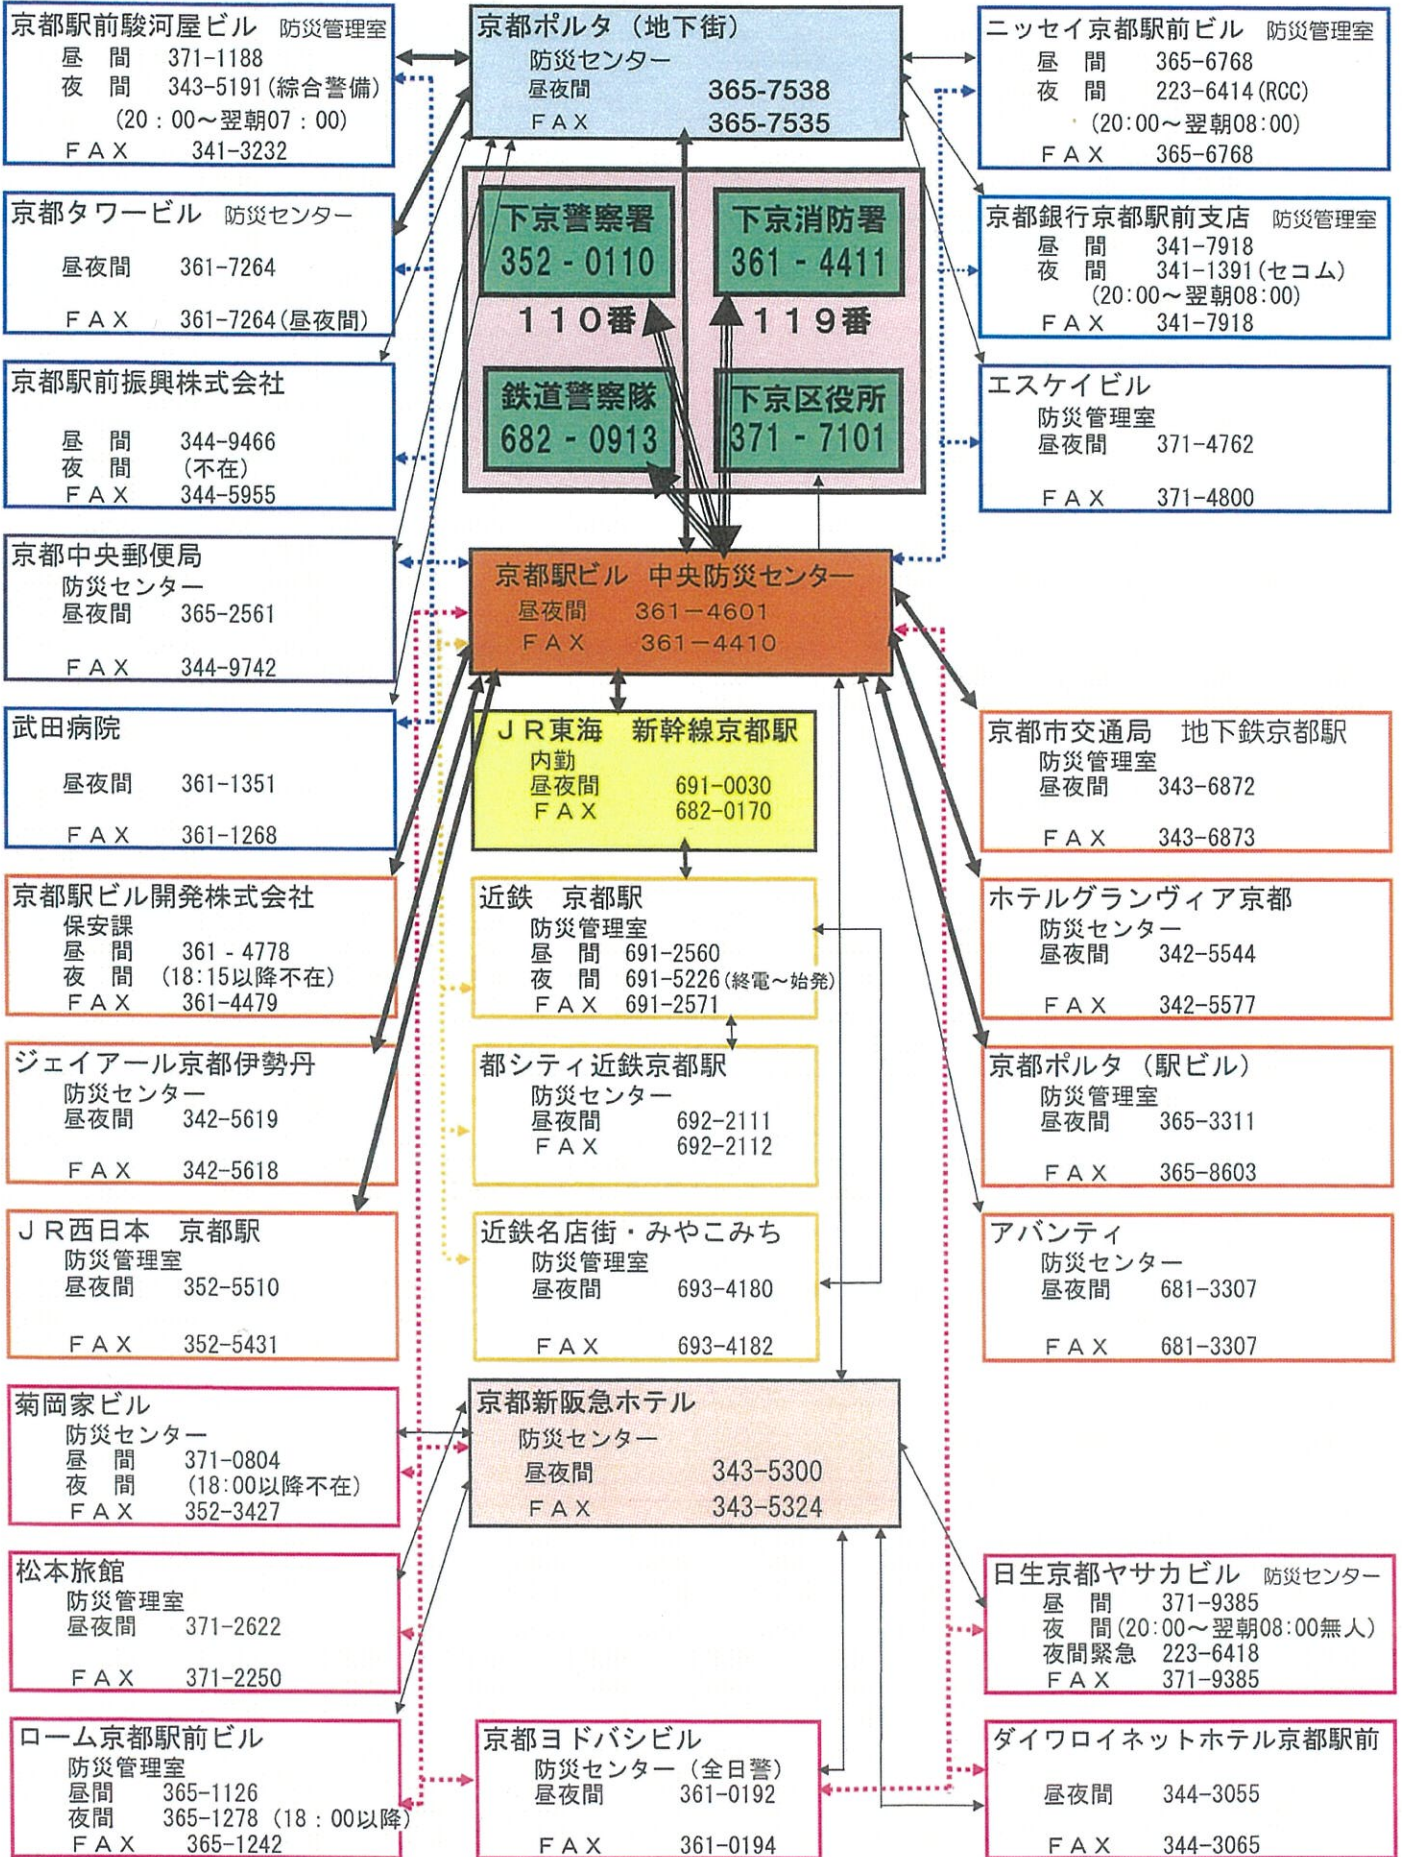 京都駅前駿河屋ビル 防災管理室
昼 間 371-1188
夜 間 343-5191(綜合警備)
(20：00～翌朝07：00)
ＦＡＸ 341-3232
京都タワービル 防災センター
昼夜間 361-7264
ＦＡＸ 361-7264(昼夜間)
京都駅前振興株式会社
昼 間 344-9466
夜 間 (不在)
ＦＡＸ 344-5955
京都中央郵便局
防災センター
昼夜間 365-2561
ＦＡＸ 344-9742
武田病院
昼夜間 361-1351
ＦＡＸ 361-1268
京都駅ビル開発株式会社
保安課
昼 間 361 - 4778
夜 間 (18:15以降不在)
ＦＡＸ 361-4479
ジェイアール京都伊勢丹
防災センター
昼夜間 342-5619
ＦＡＸ 342-5618
ＪＲ西日本 京都駅
防災管理室
昼夜間 352-5510
ＦＡＸ 352-5431
菊岡家ビル
防災センター
昼 間 371-0804
夜 間 (18:00以降不在)
ＦＡＸ 352-3427
松本旅館
防災管理室
昼夜間 371-2622
ＦＡＸ 371-2250
ローム京都駅前ビル
防災管理室
昼間 365-1126
夜間 365-1278 (18：00以降)
ＦＡＸ 365-1242
京都ポルタ（地下街）
防災センター
昼夜間 365-7538
ＦＡＸ 365-7535
下京警察署
352 - 0110
１１０番
下京消防署
361 - 4411
１１９番
鉄道警察隊
682 - 0913
下京区役所
371 - 7101
京都駅ビル 中央防災センター
昼夜間 361－4601
ＦＡＸ 361－4410
ＪＲ東海 新幹線京都駅
内勤
昼夜間 691-0030
ＦＡＸ 682-0170
近鉄 京都駅
防災管理室
昼 間 691-2560
夜 間 691-5226(終電～始発)
ＦＡＸ 691-2571
都シティ近鉄京都駅
防災センター
昼夜間 692-2111
ＦＡＸ 692-2112
近鉄名店街・みやこみち
防災管理室
昼夜間 693-4180
ＦＡＸ 693-4182
京都新阪急ホテル
防災センター
昼夜間 343-5300
ＦＡＸ 343-5324
京都ヨドバシビル
防災センター（全日警）
昼夜間 361-0192
ＦＡＸ 361-0194
ニッセイ京都駅前ビル 防災管理室
昼 間 365-6768
夜 間 223-6414(RCC)
(20:00～翌朝08:00)
ＦＡＸ 365-6768
京都銀行京都駅前支店 防災管理室
昼 間 341-7918
夜 間 341-1391(セコム)
(20:00～翌朝08:00)
ＦＡＸ 341-7918
エスケイビル
防災管理室
昼夜間 371-4762
ＦＡＸ 371-4800
京都市交通局 地下鉄京都駅
防災管理室
昼夜間 343-6872
ＦＡＸ 343-6873
ホテルグランヴィア京都
防災センター
昼夜間 342-5544
ＦＡＸ 342-5577
京都ポルタ（駅ビル）
防災管理室
昼夜間 365-3311
ＦＡＸ 365-8603
アバンティ
防災センター
昼夜間 681-3307
ＦＡＸ 681-3307
日生京都ヤサカビル 防災センター
昼 間 371-9385
夜 間(20:00～翌朝08:00無人)
夜間緊急 223-6418
ＦＡＸ 371-9385
ダイワロイネットホテル京都駅前
昼夜間 344-3055
ＦＡＸ 344-3065